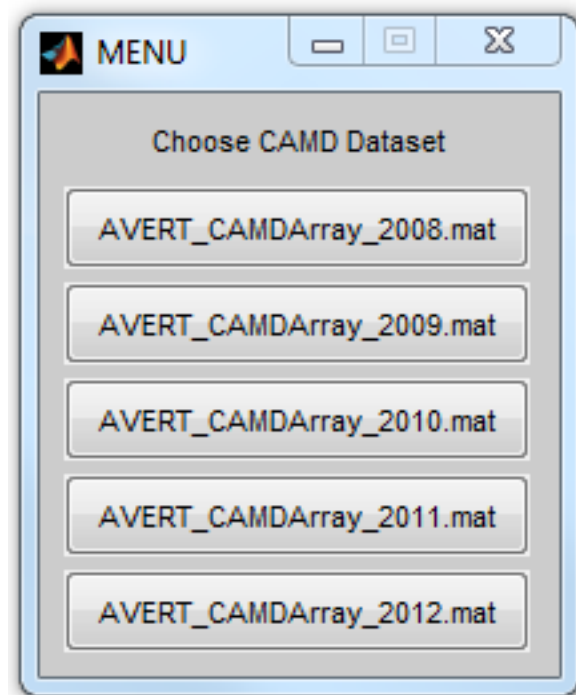 MENU
Choose CAMD Dataset
AVERT_CAMDArray_2008.mat
AVERT_CAMDArray_2009.mat
AVERT_CAMDArray_2010.mat
AVERT_CAMDArray_2011.mat
AVERT_CAMDArray_2012.mat